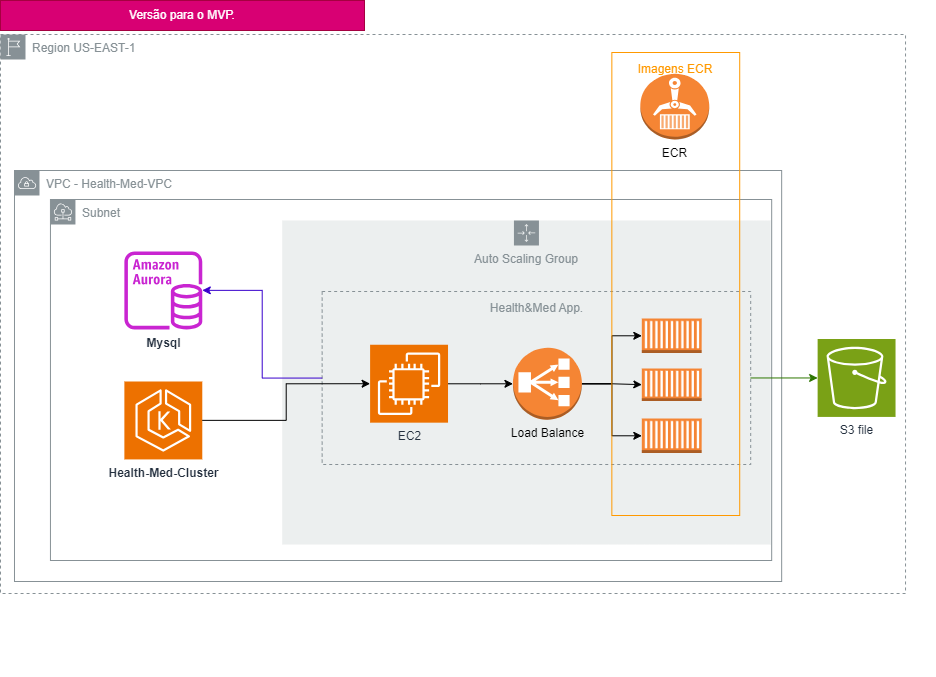 Versão para o MVP.
Region US-EAST-1
Imagens ECR
ECR
VPC - Health-Med-VPC
Subnet
Auto Scaling Group
Amazon
Aurora
Mysql
Health&Med App.
EC2
Load Balance
S3 file
K
Health-Med-Cluster